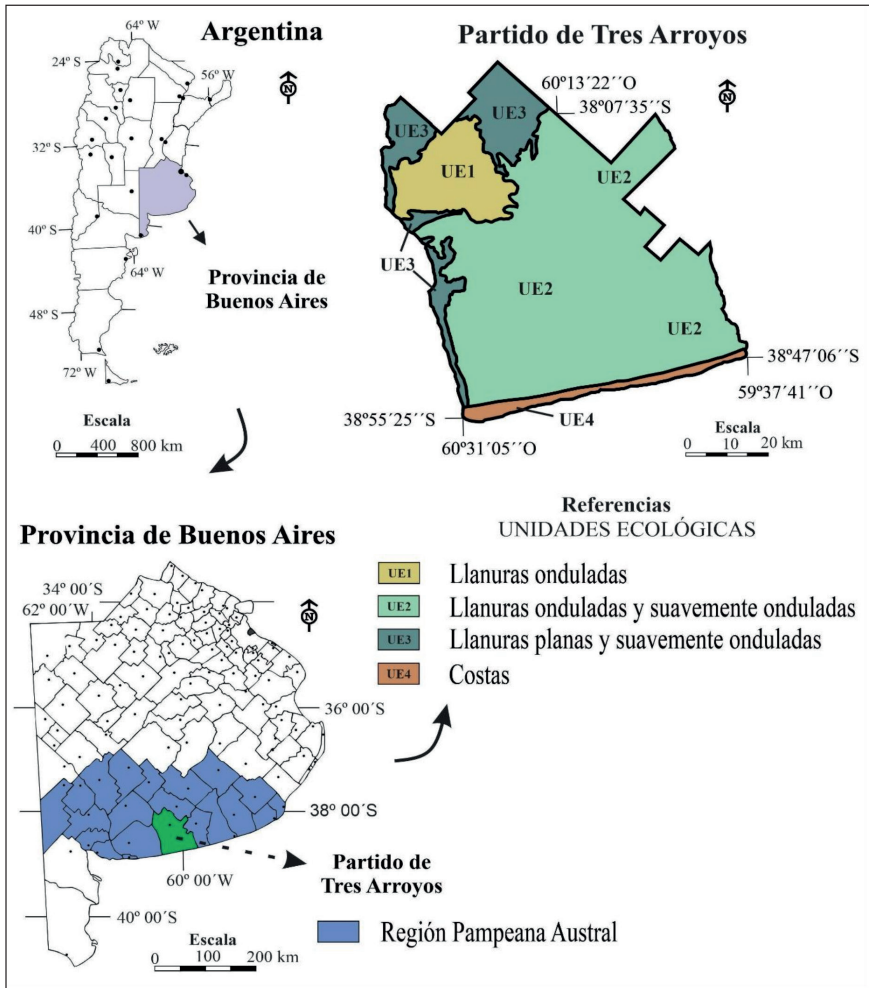 Argentina
64º W
24º S
56º W
N
32º S
40º S
64º W
Provincia de
Buenos Aires
48º S
72º W
Escala
0 400 800 km
Partido de Tres Arroyos
60º13´22´´O
38º07´35´´S
N
UE3
UE3
UE1
UE2
UE3
UE2
UE2
38º47´06´´S
59º37´41´´O
38º55´25´´S
UE4
60º31´05´´O
Escala
0 10 20 km
Provincia de Buenos Aires
34º 00´S
62º 00´W
N
36º 00´S
38º 00´S
60º 00´W
40º 00´S
Partido de
Tres Arroyos
Escala
0 100 200 km
Región Pampeana Austral
Referencias
UNIDADES ECOLÓGICAS
UE1 Llanuras onduladas
UE2 Llanuras onduladas y suavemente onduladas
UE3 Llanuras planas y suavemente onduladas
UE4 Costas